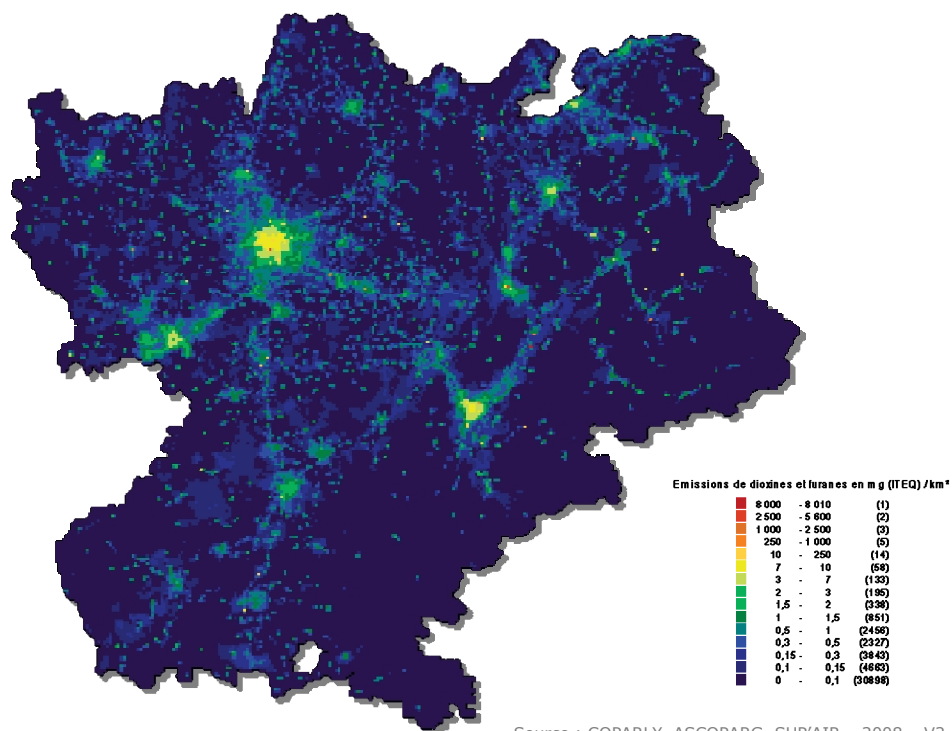 Emissions de dioxines et furanes en mg (ITEQ) /km²
8 000 - 8 010 (1)
2 500 - 5 600 (2)
1 000 - 2 500 (3)
250 - 1 000 (5)
10 - 250 (14)
7 - 10 (58)
3 - 7 (133)
2 - 3 (195)
1,5 - 2 (338)
1 - 1,5 (851)
0,5 - 1 (2456)
0,3 - 0,5 (2327)
0,15 - 0,3 (3843)
0,1 - 0,15 (4663)
0 - 0,1 (30898)